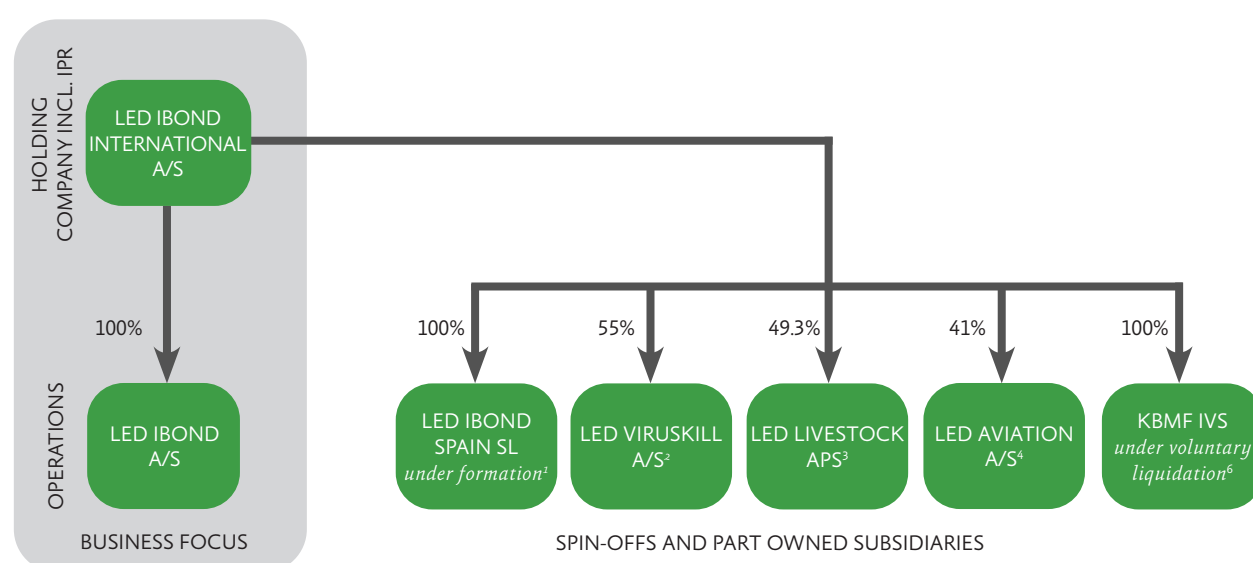 HOLDING
COMPANY INCL. IPR
LED IBOND
INTERNATIONAL
A/S
100%
100%
55%
49.3%
41%
100%
OPERATIONS
LED IBOND
A/S
LED IBOND
SPAIN SL
under formation¹
LED VIRUSKILL
A/S²
LED LIVESTOCK
APS³
LED AVIATION
A/S⁴
KBMF IVS
under voluntary
liquidation⁶
BUSINESS FOCUS
SPIN-OFFS AND PART OWNED SUBSIDIARIES